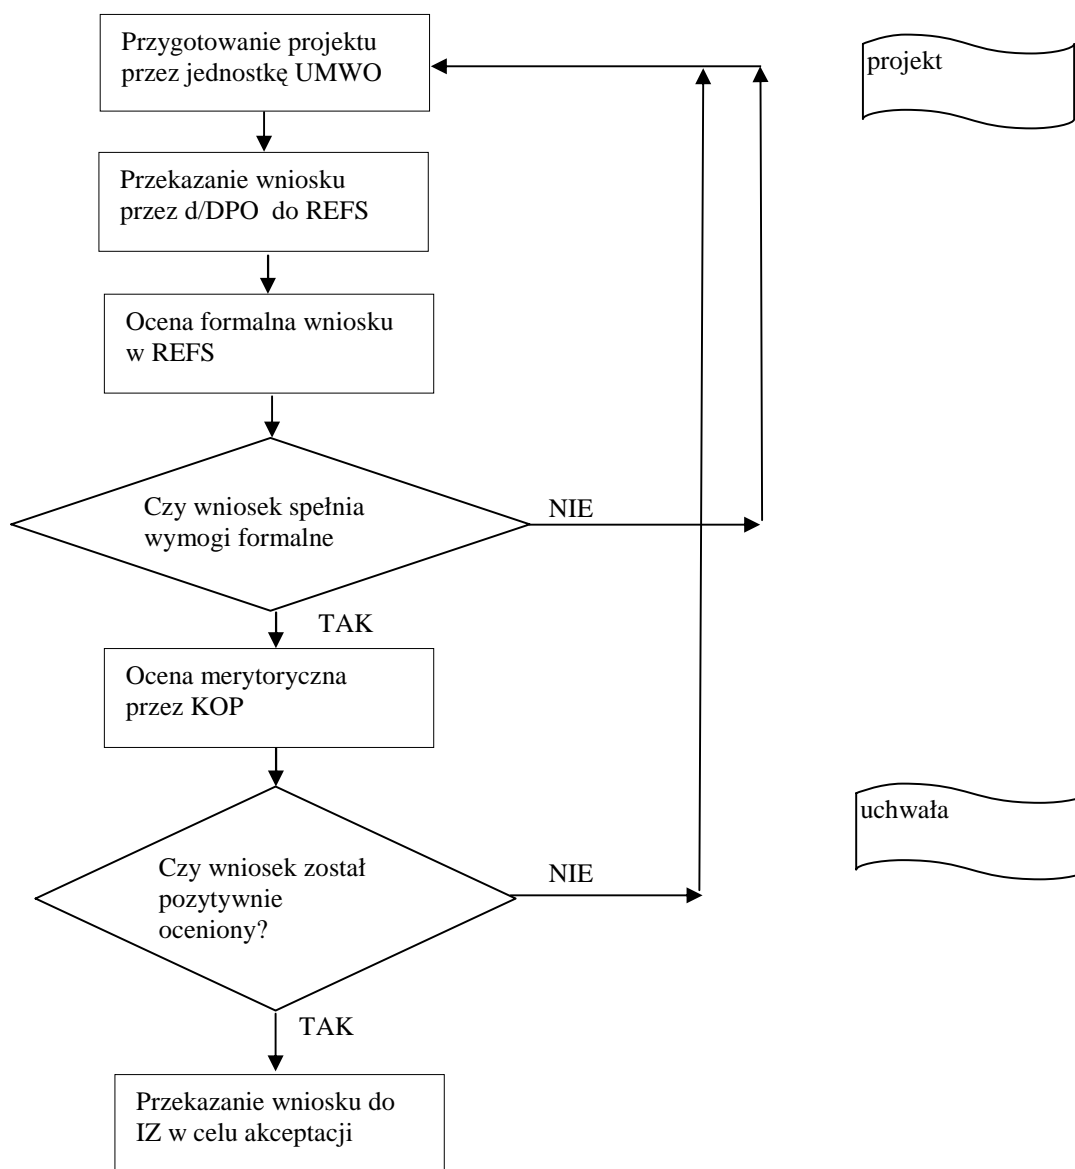 Przygotowanie projektu
przez jednostkę UMWO
projekt
Przekazanie wniosku
przez d/DPO do REFS
Ocena formalna wniosku
w REFS
Czy wniosek spełnia
wymogi formalne
NIE
TAK
Ocena merytoryczna
przez KOP
uchwała
Czy wniosek został
pozytywnie
oceniony?
NIE
TAK
Przekazanie wniosku do
IZ w celu akceptacji